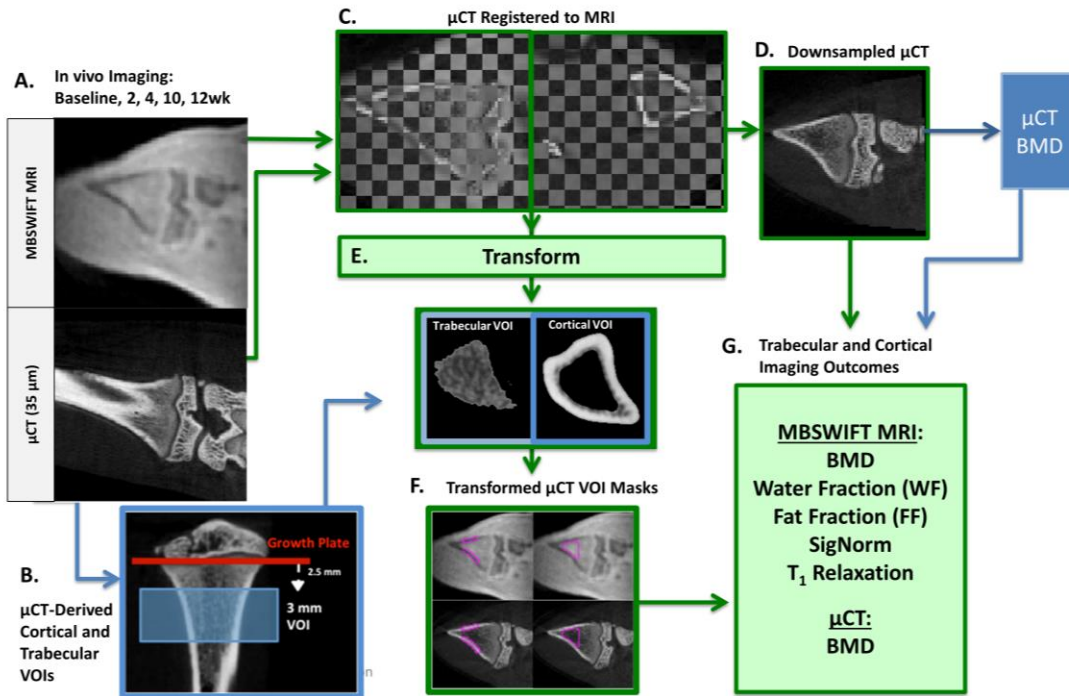 A.
In vivo Imaging:
Baseline, 2, 4, 10, 12wk
MBSWIFT MRI
µCT (35 µm)
B.
µCT-Derived
Cortical and
Trabecular
VOIs
Growth Plate
2.5 mm
3 mm
VOI
C.
µCT Registered to MRI
D.
Downsampled µCT
µCT
BMD
E.
Transform
Trabecular VOI
Cortical VOI
F.
Transformed µCT VOI Masks
G.
Trabecular and Cortical
Imaging Outcomes
MBSWIFT MRI:
BMD
Water Fraction (WF)
Fat Fraction (FF)
SigNorm
T₁ Relaxation
µCT:
BMD